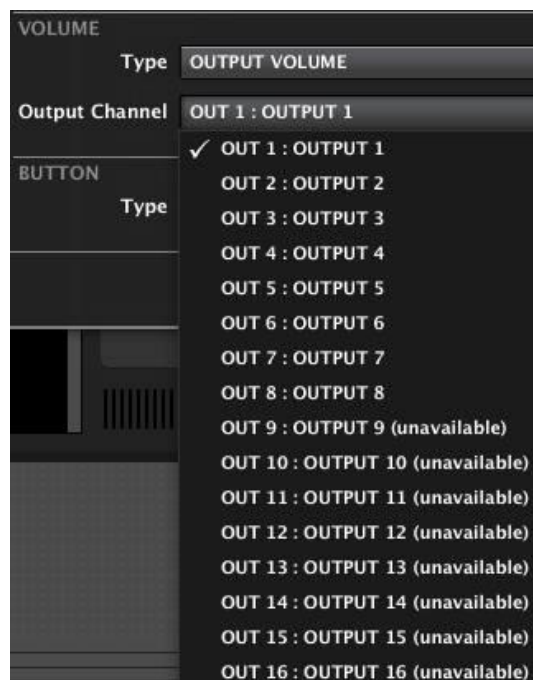 VOLUME
Type OUTPUT VOLUME
Output Channel OUT 1 : OUTPUT 1
✓ OUT 1 : OUTPUT 1
OUT 2 : OUTPUT 2
BUTTON
Type
OUT 3 : OUTPUT 3
OUT 4 : OUTPUT 4
OUT 5 : OUTPUT 5
OUT 6 : OUTPUT 6
OUT 7 : OUTPUT 7
OUT 8 : OUTPUT 8
OUT 9 : OUTPUT 9 (unavailable)
OUT 10 : OUTPUT 10 (unavailable)
OUT 11 : OUTPUT 11 (unavailable)
OUT 12 : OUTPUT 12 (unavailable)
OUT 13 : OUTPUT 13 (unavailable)
OUT 14 : OUTPUT 14 (unavailable)
OUT 15 : OUTPUT 15 (unavailable)
OUT 16 : OUTPUT 16 (unavailable)